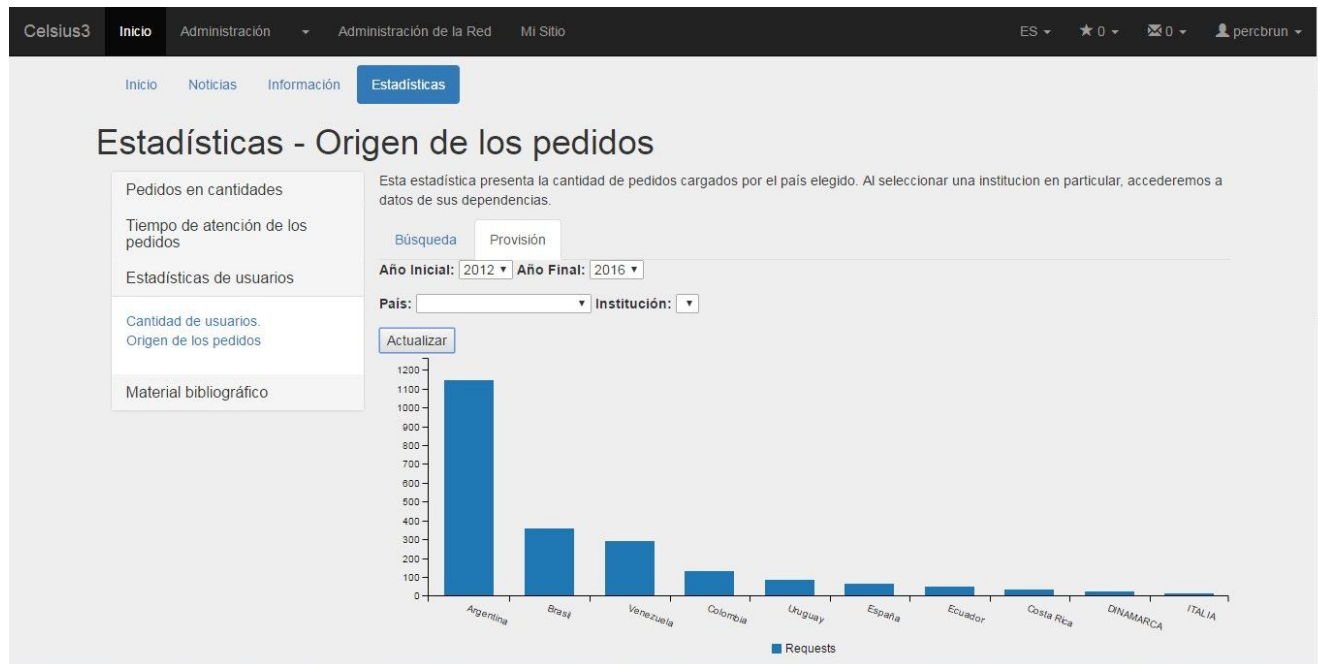 Celsius3 Inicio Administración Administración de la Red Mi Sitio ES 0 0 percbrun
Inicio Noticias Información Estadísticas
Estadísticas - Origen de los pedidos
Pedidos en cantidades
Tiempo de atención de los
pedidos
Estadísticas de usuarios
Cantidad de usuarios.
Origen de los pedidos
Material bibliográfico
Esta estadística presenta la cantidad de pedidos cargados por el país elegido. Al seleccionar una institucion en particular, accederemos a
datos de sus dependencias.
Búsqueda Provisión
Año Inicial: 2012 Año Final: 2016
País: Institución:
Actualizar
1200
1100
1000
900
800
700
600
500
400
300
200
100
0
Argentina Brasil Venezuela Colombia Uruguay España Ecuador Costa Rica DINAMARCA ITALIA
Requests